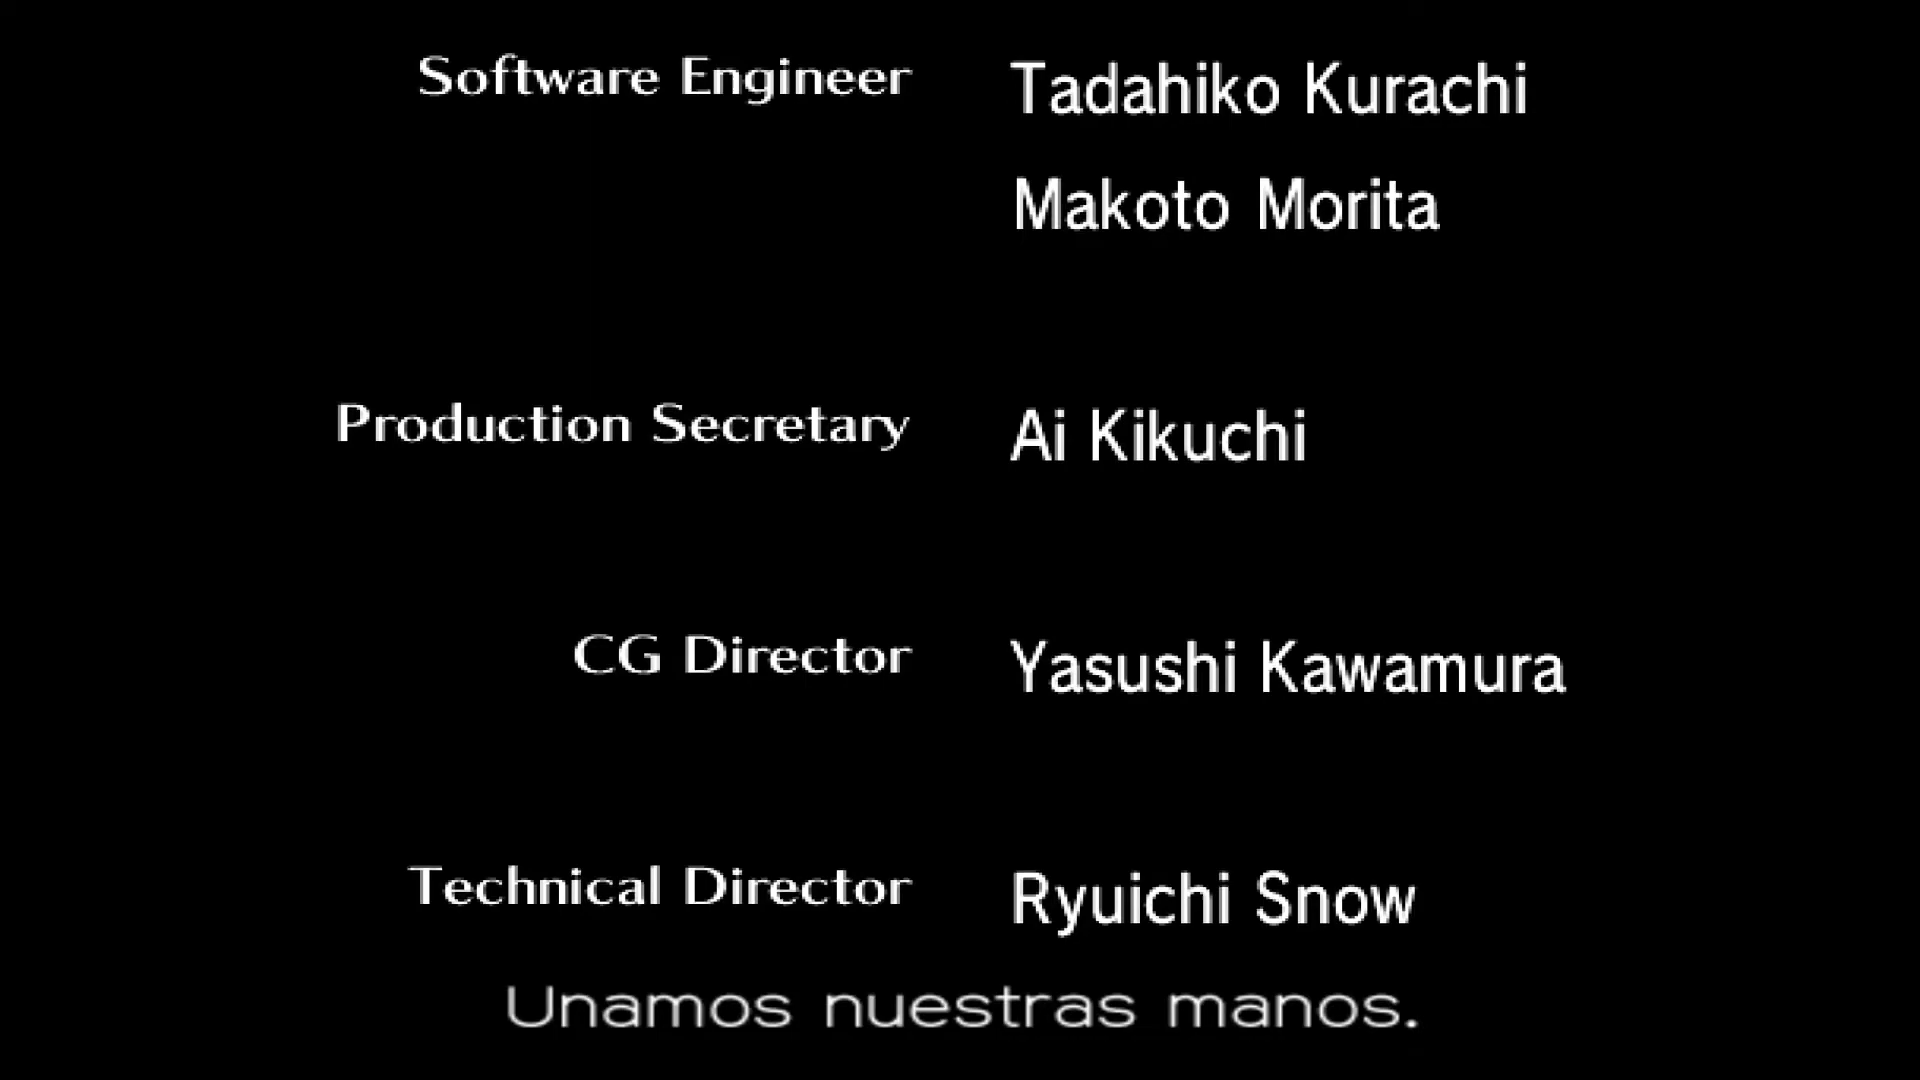 Software Engineer Tadahiko Kurachi
Makoto Morita
Production Secretary Ai Kikuchi
CG Director Yasushi Kawamura
Technical Director Ryuichi Snow
Unamos nuestras manos.